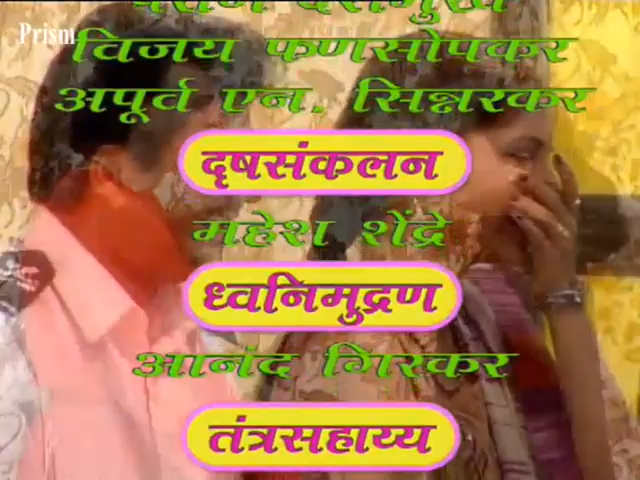 Prism
विजय फणसोपकर
अपूर्व एन. सिन्नरकर
दृषसंकलन
महेश शेंद्रे
ध्वनिमुद्रण
आनंद गिरकर
तंत्रसहाय्य